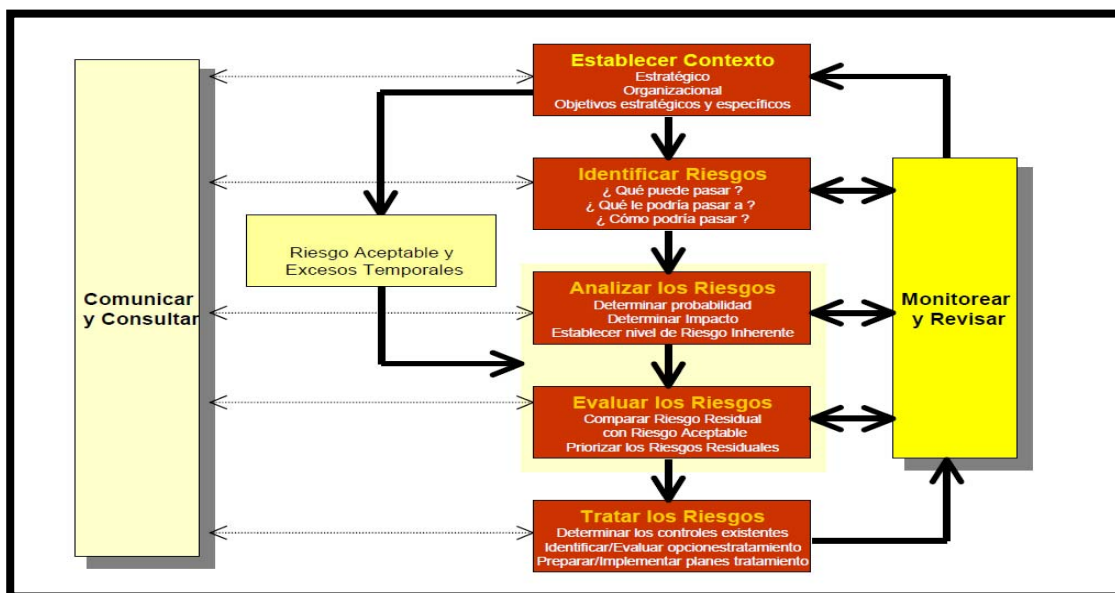 Establecer Contexto
Estratégico
Organizacional
Objetivos estratégicos y específicos
Identificar Riesgos
¿ Qué puede pasar ?
¿ Qué le podría pasar a ?
¿ Cómo podría pasar ?
Riesgo Aceptable y
Excesos Temporales
Comunicar
y Consultar
Analizar los Riesgos
Determinar probabilidad
Determinar Impacto
Establecer nivel de Riesgo Inherente
Monitorear
y Revisar
Evaluar los Riesgos
Comparar Riesgo Residual
con Riesgo Aceptable
Priorizar los Riesgos Residuales
Tratar los Riesgos
Determinar los controles existentes
Identificar/Evaluar opcionestratamiento
Preparar/Implementar planes tratamiento